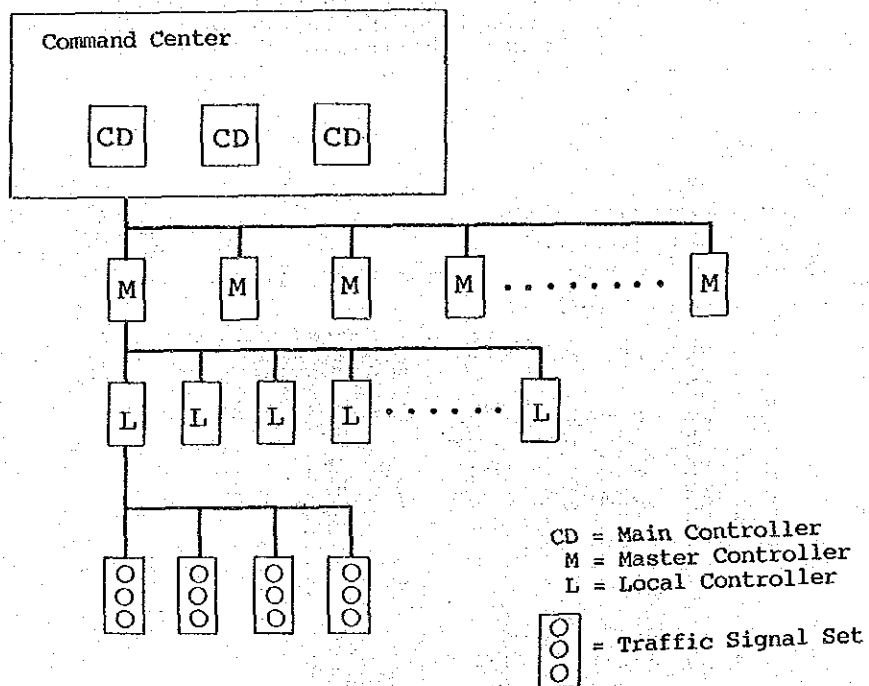 Command Center
CD CD CD
M M M M M
L L L L L
CD = Main Controller
M = Master Controller
L = Local Controller
= Traffic Signal Set